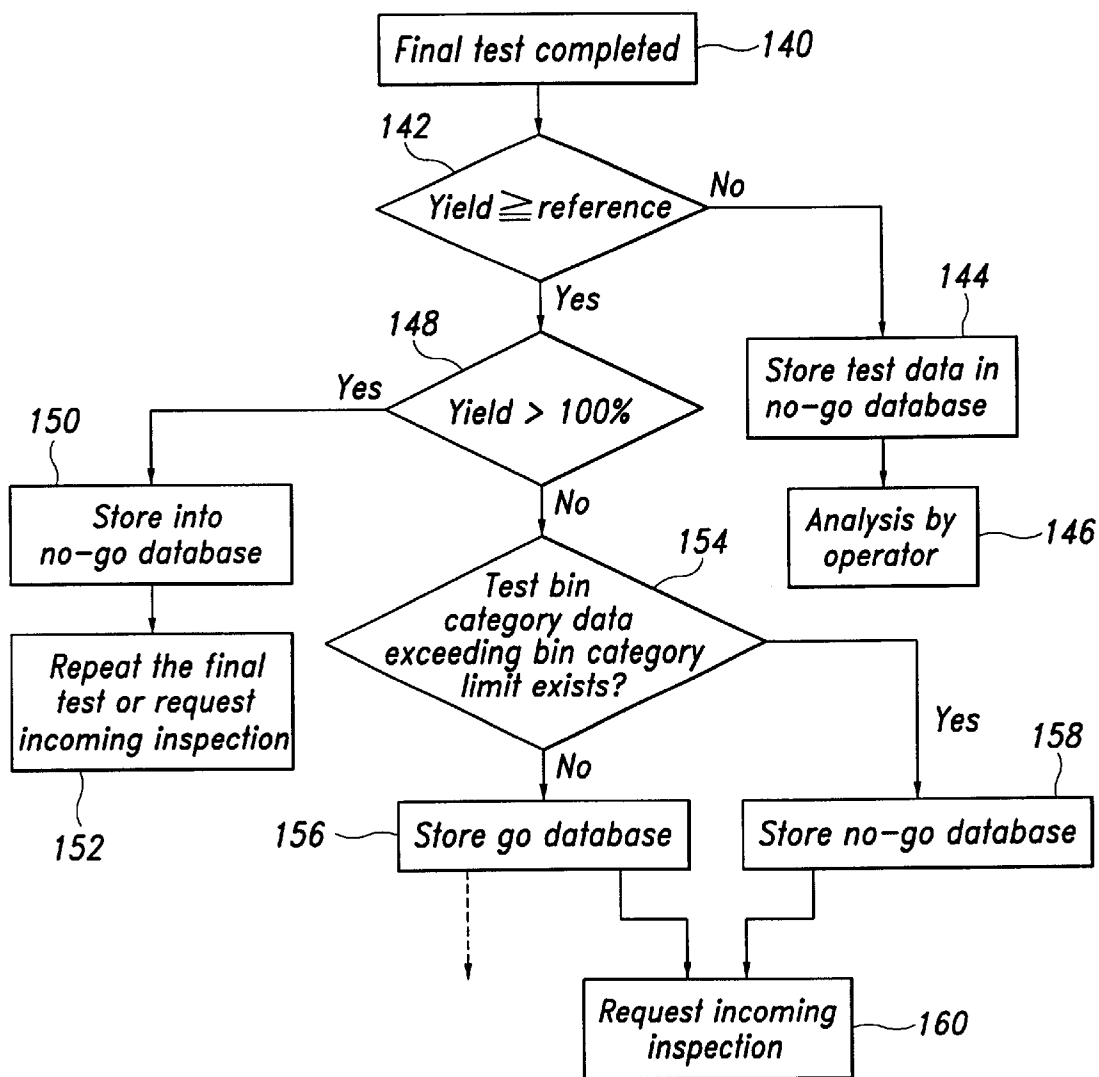 Final test completed
140
142
Yield ≧ reference
No
Yes
144
148
Store test data in
no-go database
Yes
Yield > 100%
150
No
Store into
no-go database
Analysis by
operator
146
154
Test bin
category data
exceeding bin category
limit exists?
Repeat the final
test or request
incoming inspection
152
Yes
No
158
156
Store go database
Store no-go database
Request incoming
inspection
160